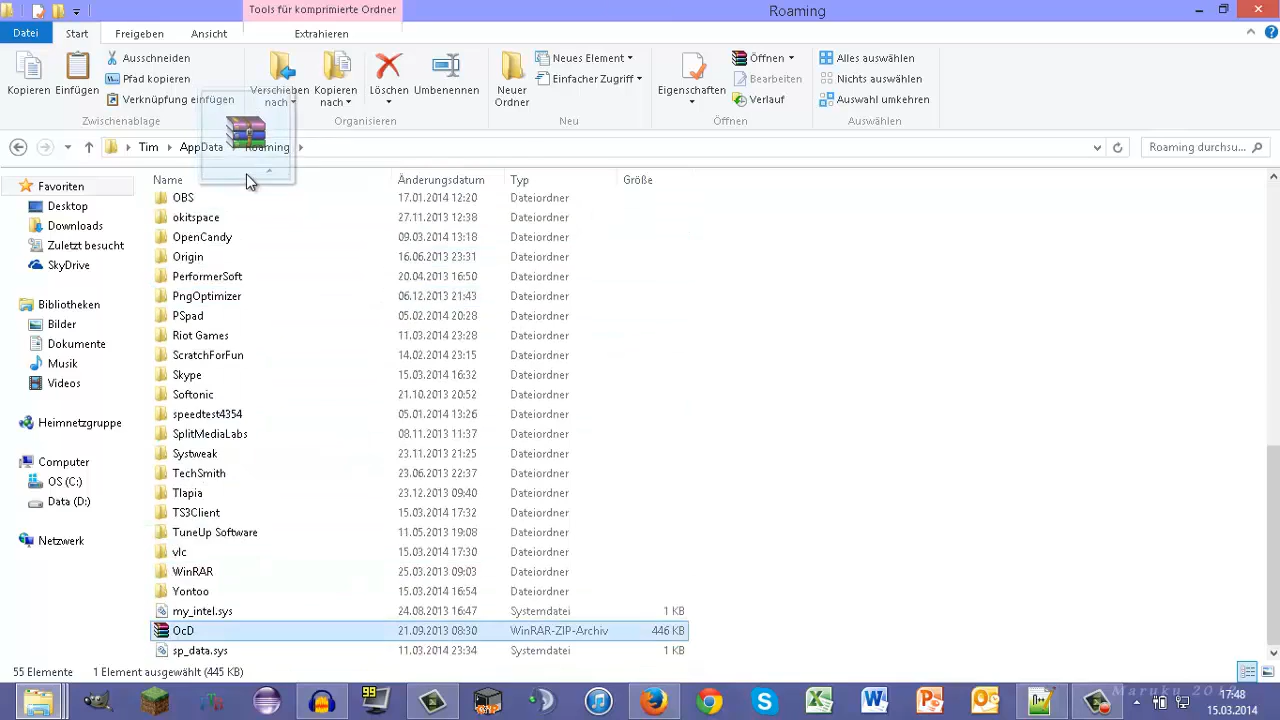 Tools für komprimierte Ordner
Roaming
Datei Start Freigeben Ansicht Extrahieren
Kopieren Einfügen Ausschneiden Pfad kopieren Verknüpfung einfügen
Zwischenablage
Verschieben nach Kopieren nach Löschen Umbenennen
Organisieren
Neuer Ordner Neues Element Einfacher Zugriff
Neu
Eigenschaften Öffnen Bearbeiten Verlauf
Öffnen
Alles auswählen
Nichts auswählen
Auswahl umkehren
Auswählen
Tim AppData Roaming
Roaming durchsu...
Favoriten
Desktop
Downloads
Zuletzt besucht
SkyDrive
Bibliotheken
Bilder
Dokumente
Musik
Videos
Heimnetzgruppe
Computer
OS (C:)
Data (D:)
Netzwerk
Name Änderungsdatum Typ Größe
OBS 17.01.2014 12:20 Dateiordner
okitspace 27.11.2013 12:38 Dateiordner
OpenCandy 09.03.2014 13:18 Dateiordner
Origin 16.06.2013 23:31 Dateiordner
PerformerSoft 20.04.2013 16:50 Dateiordner
PngOptimizer 06.12.2013 21:43 Dateiordner
PSpad 05.02.2014 20:28 Dateiordner
Riot Games 11.03.2014 23:28 Dateiordner
ScratchForFun 14.02.2014 23:15 Dateiordner
Skype 15.03.2014 16:32 Dateiordner
Softonic 21.10.2013 20:52 Dateiordner
speedtest4354 05.01.2014 13:26 Dateiordner
SplitMediaLabs 08.11.2013 11:37 Dateiordner
Systweak 23.11.2013 21:25 Dateiordner
TechSmith 23.06.2013 22:37 Dateiordner
Tlapia 23.12.2013 09:40 Dateiordner
TS3Client 15.03.2014 17:32 Dateiordner
TuneUp Software 11.05.2013 19:08 Dateiordner
vlc 15.03.2014 17:30 Dateiordner
WinRAR 25.03.2013 09:03 Dateiordner
Yontoo 15.03.2014 16:54 Dateiordner
my_intel.sys 24.08.2013 16:47 Systemdatei 1 KB
OcD 21.09.2013 08:30 WinRAR-ZIP-Archiv 446 KB
sp_data.sys 11.03.2014 23:34 Systemdatei 1 KB
55 Elemente 1 Element ausgewählt (445 KB)
99
17:48
15.03.2014